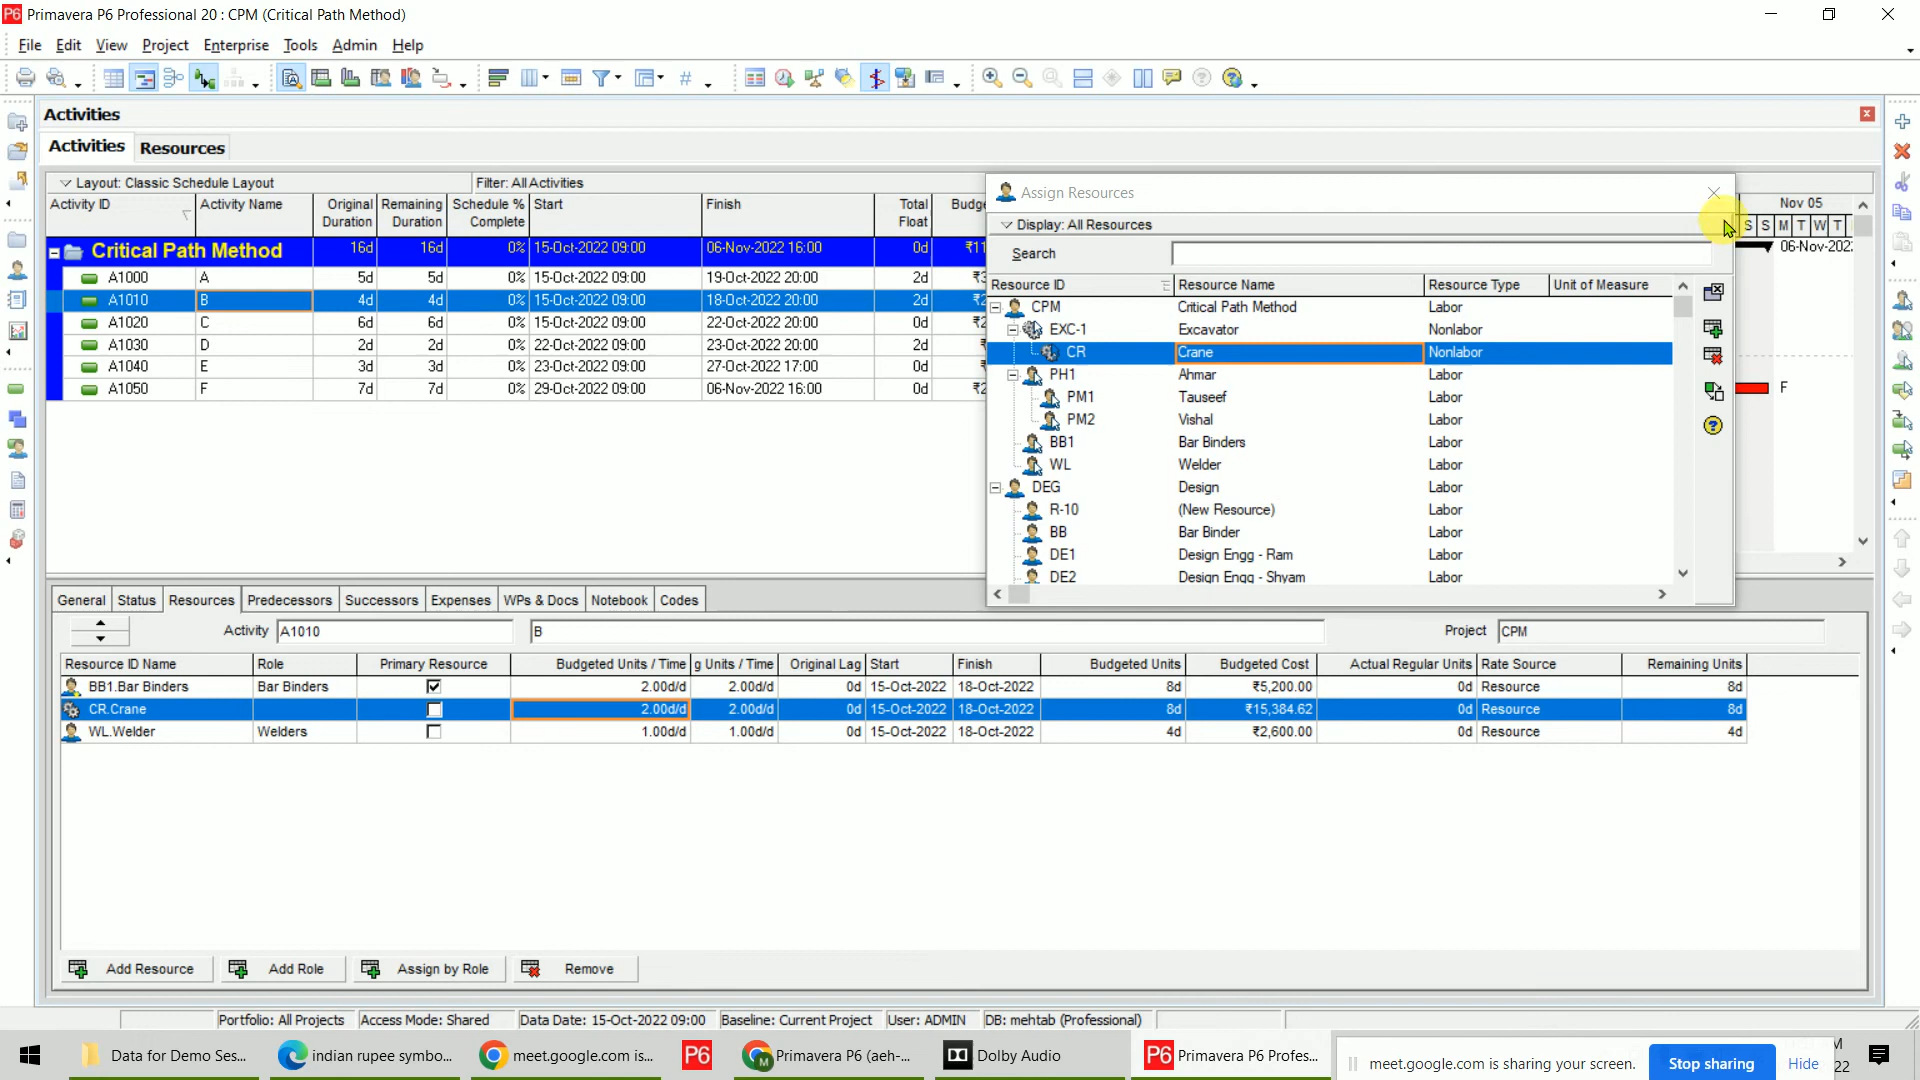 P6 Primavera P6 Professional 20 : CPM (Critical Path Method)
File Edit View Project Enterprise Tools Admin Help
Activities
Activities Resources
Layout: Classic Schedule Layout Filter: All Activities
Activity ID Activity Name Original Duration Remaining Duration Schedule % Complete Start Finish Total Float
Critical Path Method 16d 16d 0% 15-Oct-2022 09:00 06-Nov-2022 16:00 0d
A1000 A 5d 5d 0% 15-Oct-2022 09:00 19-Oct-2022 20:00 2d
A1010 B 4d 4d 0% 15-Oct-2022 09:00 18-Oct-2022 20:00 2d
A1020 C 6d 6d 0% 15-Oct-2022 09:00 22-Oct-2022 20:00 0d
A1030 D 2d 2d 0% 22-Oct-2022 09:00 23-Oct-2022 20:00 2d
A1040 E 3d 3d 0% 23-Oct-2022 09:00 27-Oct-2022 17:00 0d
A1050 F 7d 7d 0% 29-Oct-2022 09:00 06-Nov-2022 16:00 0d
Assign Resources
Display: All Resources
Search
Resource ID Resource Name Resource Type Unit of Measure
CPM Critical Path Method Labor
EXC-1 Excavator Nonlabor
CR Crane Nonlabor
PH1 Ahmar Labor
PM1 Tauseef Labor
PM2 Vishal Labor
BB1 Bar Binders Labor
WL Welder Labor
DEG Design Labor
R-10 (New Resource) Labor
BB Bar Binder Labor
DE1 Design Engg - Ram Labor
DE2 Design Engg - Shyam Labor
Nov 05
S S M T W T
06-Nov-202
F
General Status Resources Predecessors Successors Expenses WPs & Docs Notebook Codes
Activity A1010 B Project CPM
Resource ID Name Role Primary Resource Budgeted Units / Time g Units / Time Original Lag Start Finish Budgeted Units Budgeted Cost Actual Regular Units Rate Source Remaining Units
BB1.Bar Binders Bar Binders 2.00d/d 2.00d/d 0d 15-Oct-2022 18-Oct-2022 8d ₹5,200.00 0d Resource 8d
CR.Crane 2.00d/d 2.00d/d 0d 15-Oct-2022 18-Oct-2022 8d ₹15,384.62 0d Resource 8d
WL.Welder Welders 1.00d/d 1.00d/d 0d 15-Oct-2022 18-Oct-2022 4d ₹2,600.00 0d Resource 4d
Add Resource Add Role Assign by Role Remove
Portfolio: All Projects Access Mode: Shared Data Date: 15-Oct-2022 09:00 Baseline: Current Project User: ADMIN DB: mehtab (Professional)
Data for Demo Ses... indian rupee symbo... meet.google.com is... P6 Primavera P6 (aeh-... Dolby Audio P6 Primavera P6 Profes... meet.google.com is sharing your screen. Stop sharing Hide